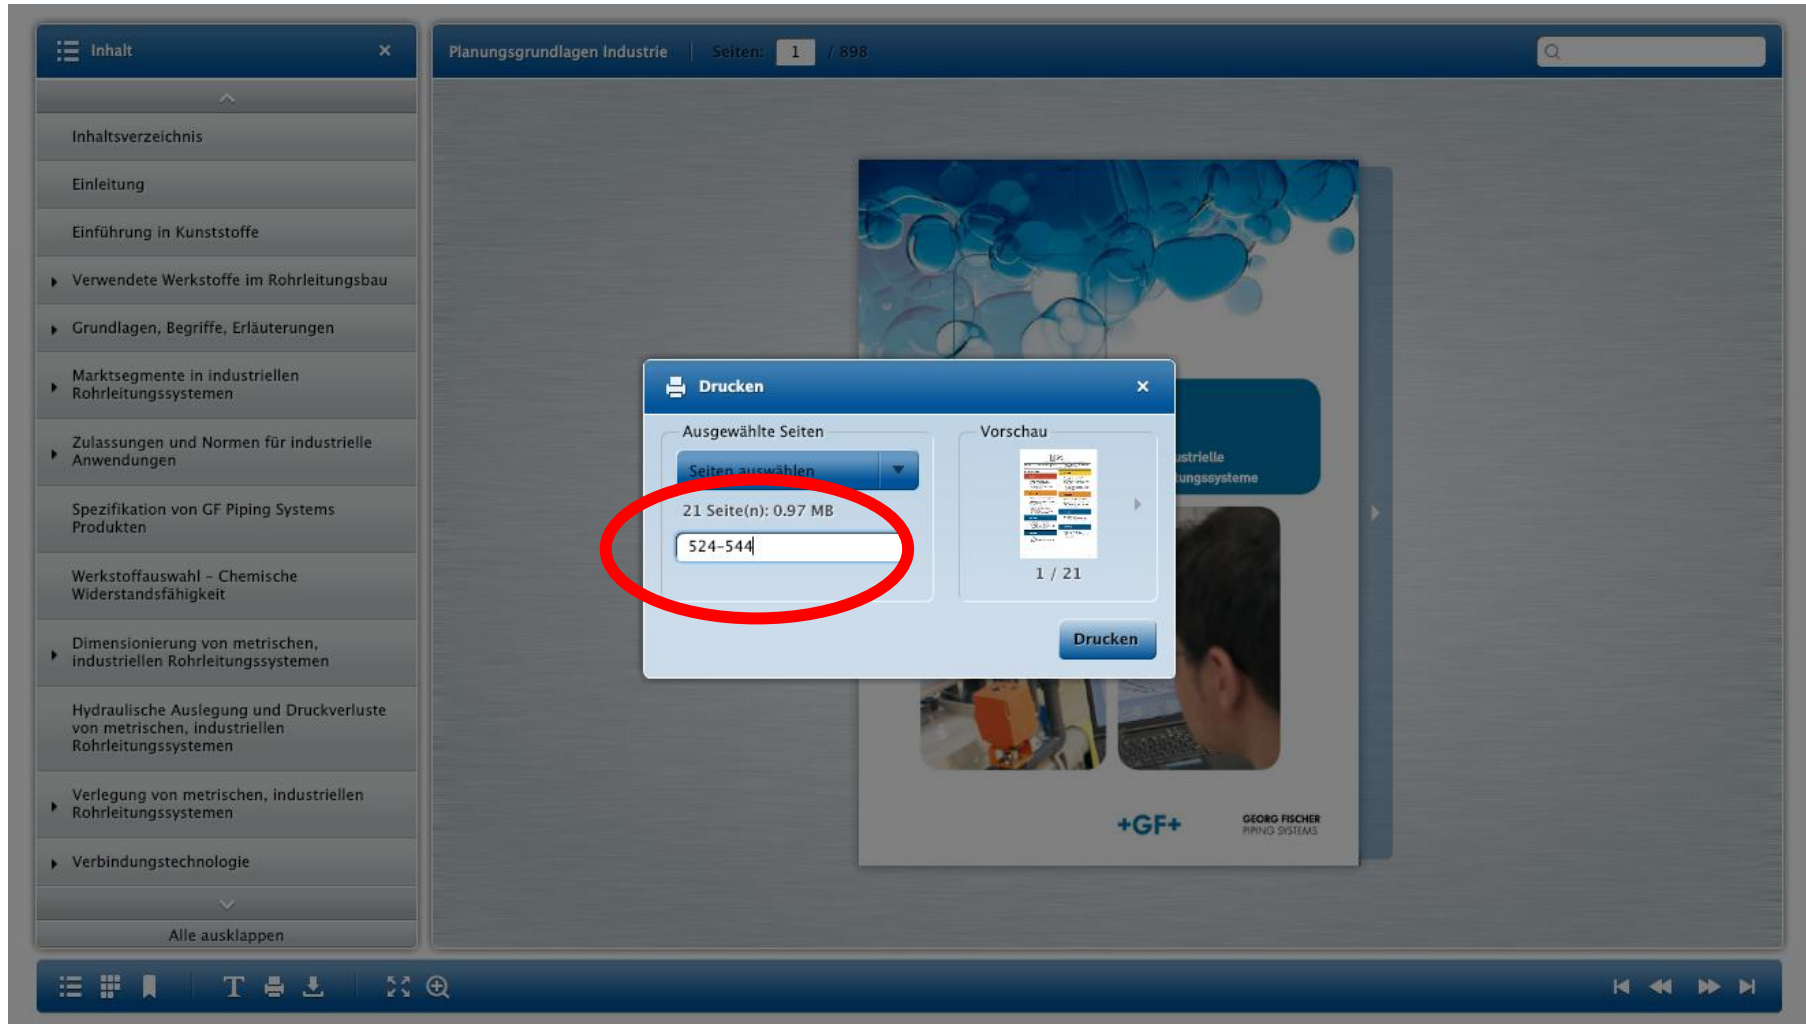 Inhalt
Planungsgrundlagen Industrie
Seiten: 1 / 898
Inhaltsverzeichnis
Einleitung
Einführung in Kunststoffe
Verwendete Werkstoffe im Rohrleitungsbau
Grundlagen, Begriffe, Erläuterungen
Marktsegmente in industriellen
Rohrleitungssystemen
Zulassungen und Normen für industrielle
Anwendungen
Spezifikation von GF Piping Systems
Produkten
Werkstoffauswahl - Chemische
Widerstandsfähigkeit
Dimensionierung von metrischen,
industriellen Rohrleitungssystemen
Hydraulische Auslegung und Druckverluste
von metrischen, industriellen
Rohrleitungssystemen
Verlegung von metrischen, industriellen
Rohrleitungssystemen
Verbindungstechnologie
Alle ausklappen
Drucken
Ausgewählte Seiten
Seiten auswählen
21 Seite(n): 0.97 MB
524-544
Vorschau
1 / 21
Drucken
ustrielle
tungssysteme
+GF+
GEORG FISCHER
PIPING SYSTEMS